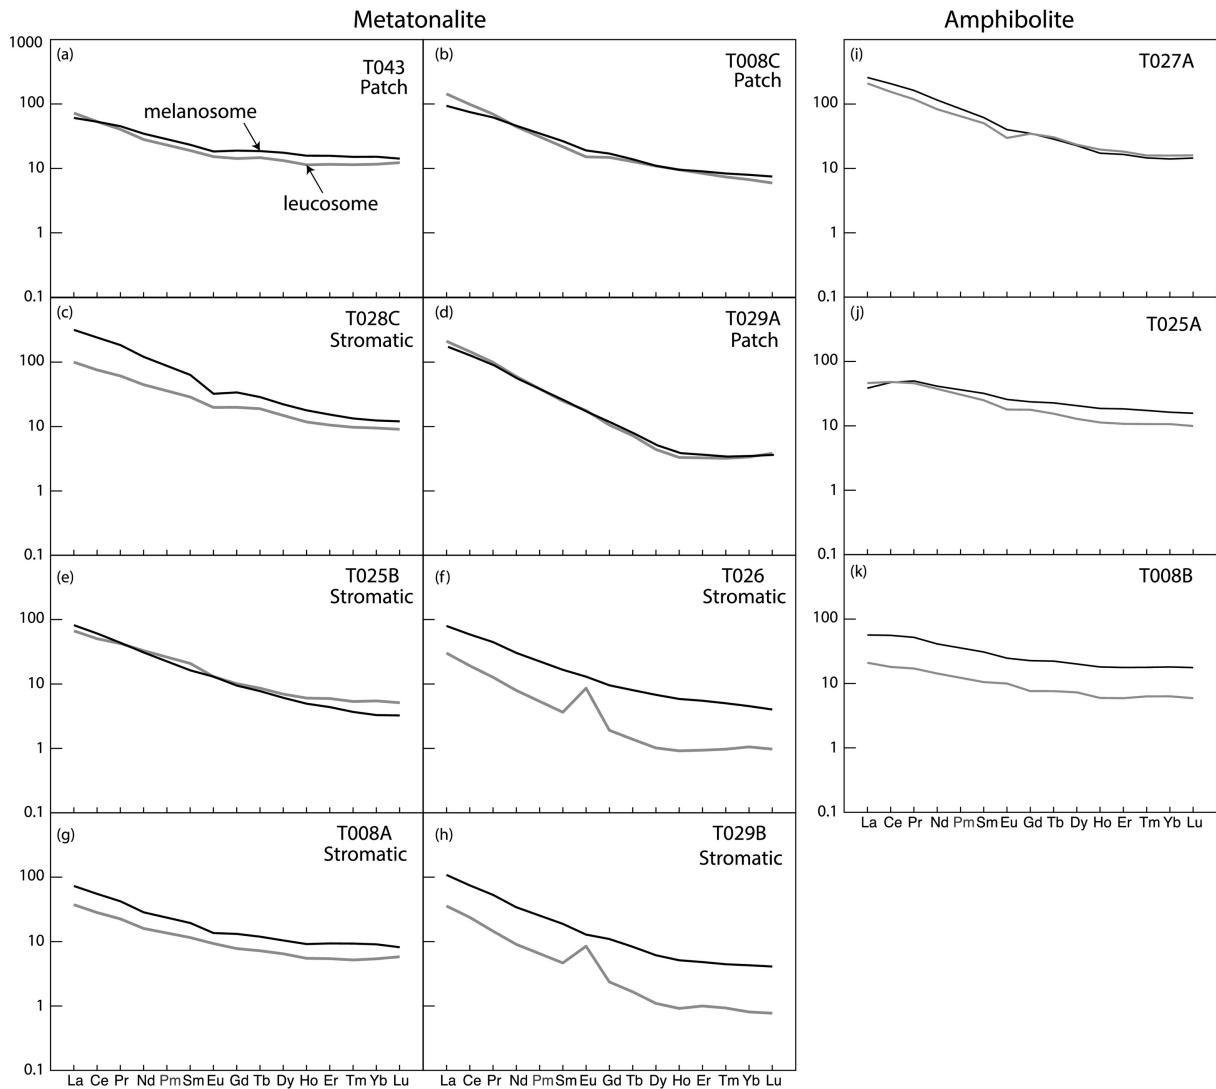 Metatonalite
Amphibolite
1000
100
10
1
0.1
(a)
T043
Patch
melanosome
leucosome
(b)
T008C
Patch
(i)
T027A
100
10
1
0.1
100
10
1
0.1
(c)
T028C
Stromatic
(d)
T029A
Patch
(j)
T025A
100
10
1
0.1
100
10
1
0.1
(e)
T025B
Stromatic
(f)
T026
Stromatic
(k)
T008B
100
10
1
0.1
La Ce Pr Nd Pm Sm Eu Gd Tb Dy Ho Er Tm Yb Lu
100
10
1
0.1
(g)
T008A
Stromatic
(h)
T029B
Stromatic
La Ce Pr Nd Pm Sm Eu Gd Tb Dy Ho Er Tm Yb Lu
La Ce Pr Nd Pm Sm Eu Gd Tb Dy Ho Er Tm Yb Lu